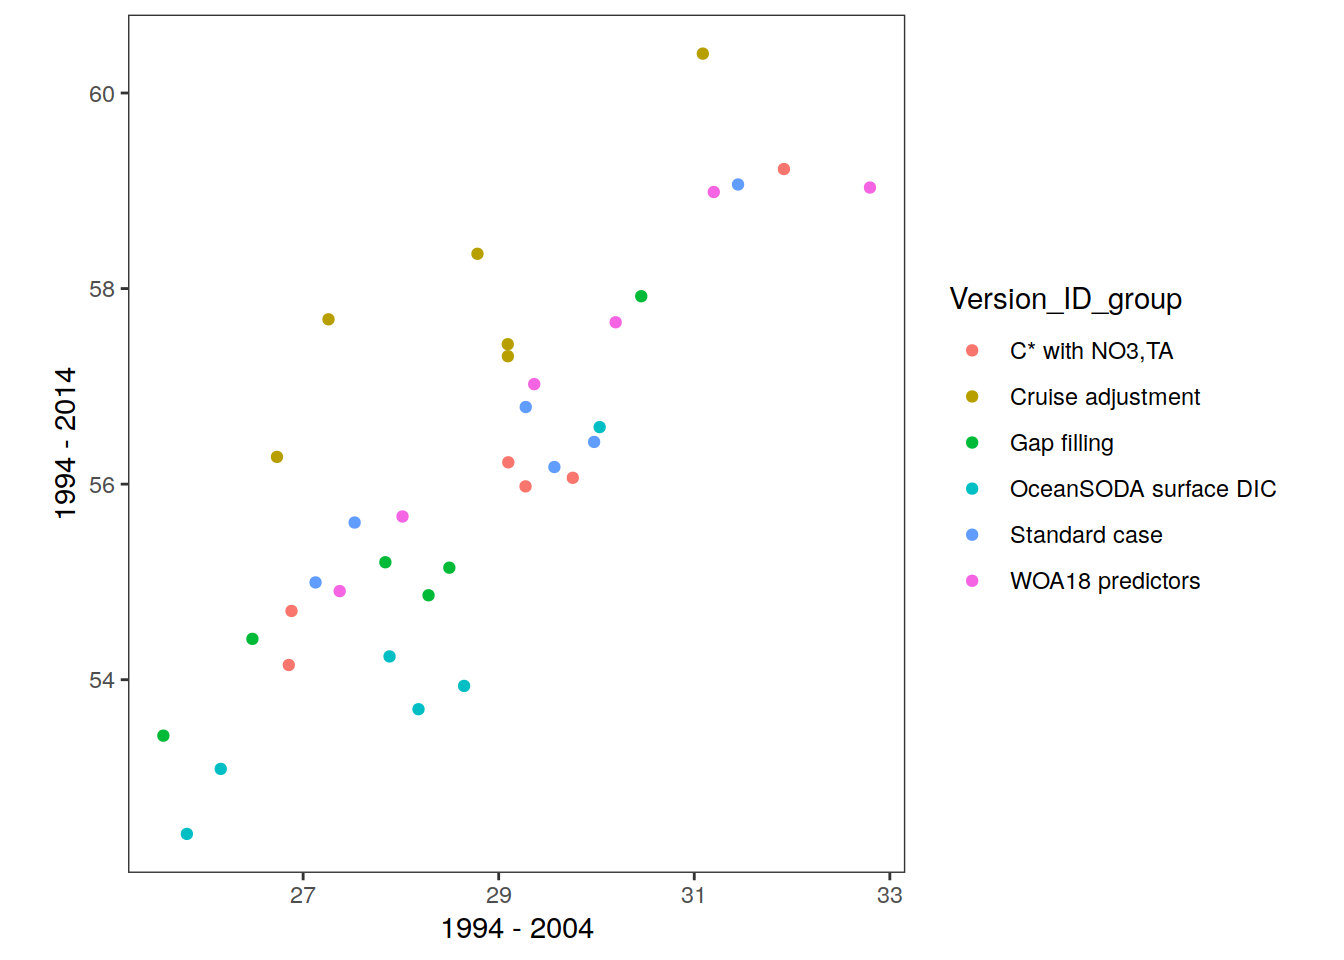 60
58
56
54
1994 - 2014
27
29
31
33
1994 - 2004
Version_ID_group
C* with NO3,TA
Cruise adjustment
Gap filling
OceanSODA surface DIC
Standard case
WOA18 predictors